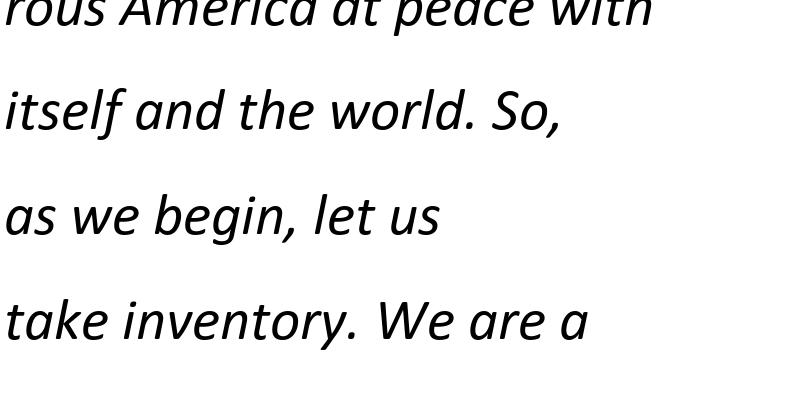 rous America at peace with
itself and the world. So,
as we begin, let us
take inventory. We are a